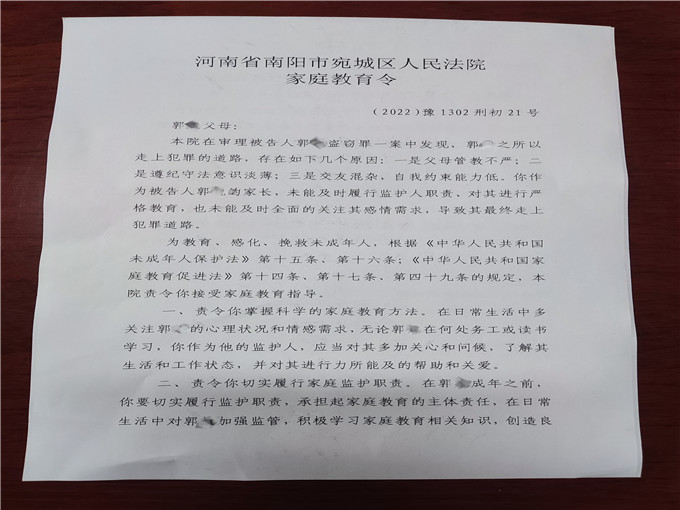 河南省南阳市宛城区人民法院
家庭教育令
（2022）豫1302刑初21号
郭 父母：
本院在审理被告人郭 盗窃罪一案中发现，郭 之所以
走上犯罪的道路，存在如下几个原因：一是父母管教不严；二
是遵纪守法意识淡薄；三是交友混杂，自我约束能力低。你作
为被告人郭 的家长，未能及时履行监护人职责、对其进行严
格教育，也未能及时全面的关注其感情需求，导致其最终走上
犯罪道路。
为教育、感化、挽救未成年人，根据《中华人民共和国
未成年人保护法》第十五条、第十六条；《中华人民共和国家
庭教育促进法》第十四条、第十七条、第四十九条的规定，本
院责令你接受家庭教育指导。
一、责令你掌握科学的家庭教育方法。在日常生活中多
关注郭 的心理状况和情感需求，无论郭 在何处务工或读书
学习，你作为他的监护人，应当对其多加关心和问候，了解其
生活和工作状态，并对其进行力所能及的帮助和关爱。
二、责令你切实履行家庭监护职责。在郭 成年之前，
你要切实履行监护职责，承担起家庭教育的主体责任，在日常
生活中对郭 加强监管，积极学习家庭教育相关知识，创造良